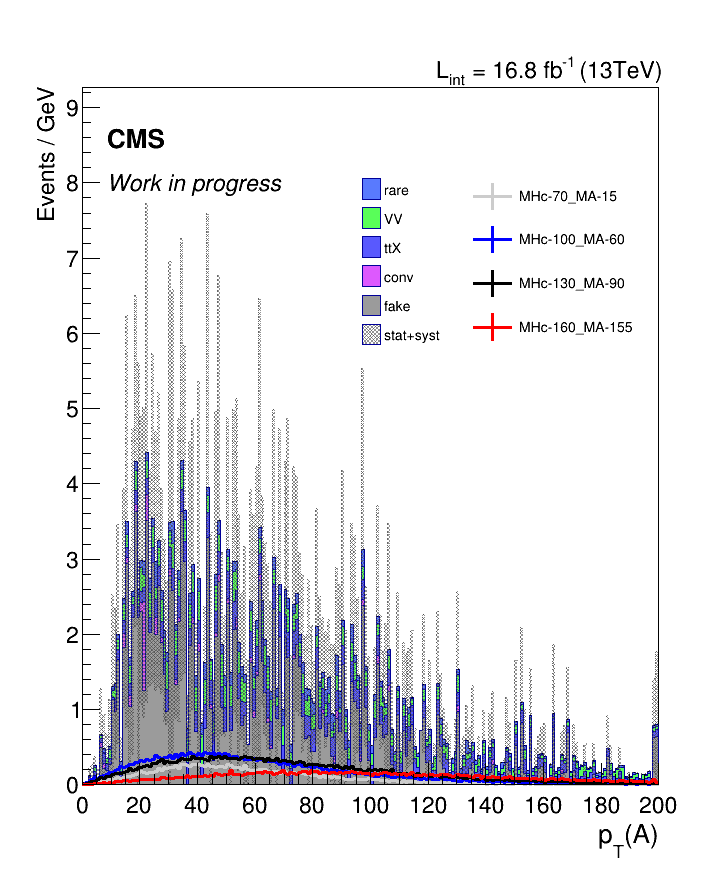 L_int = 16.8 fb^-1 (13TeV)
Events / GeV
CMS
Work in progress
rare
VV
ttX
conv
fake
stat+syst
MHc-70_MA-15
MHc-100_MA-60
MHc-130_MA-90
MHc-160_MA-155
9
8
7
6
5
4
3
2
1
0
0 20 40 60 80 100 120 140 160 180 200
p_T(A)